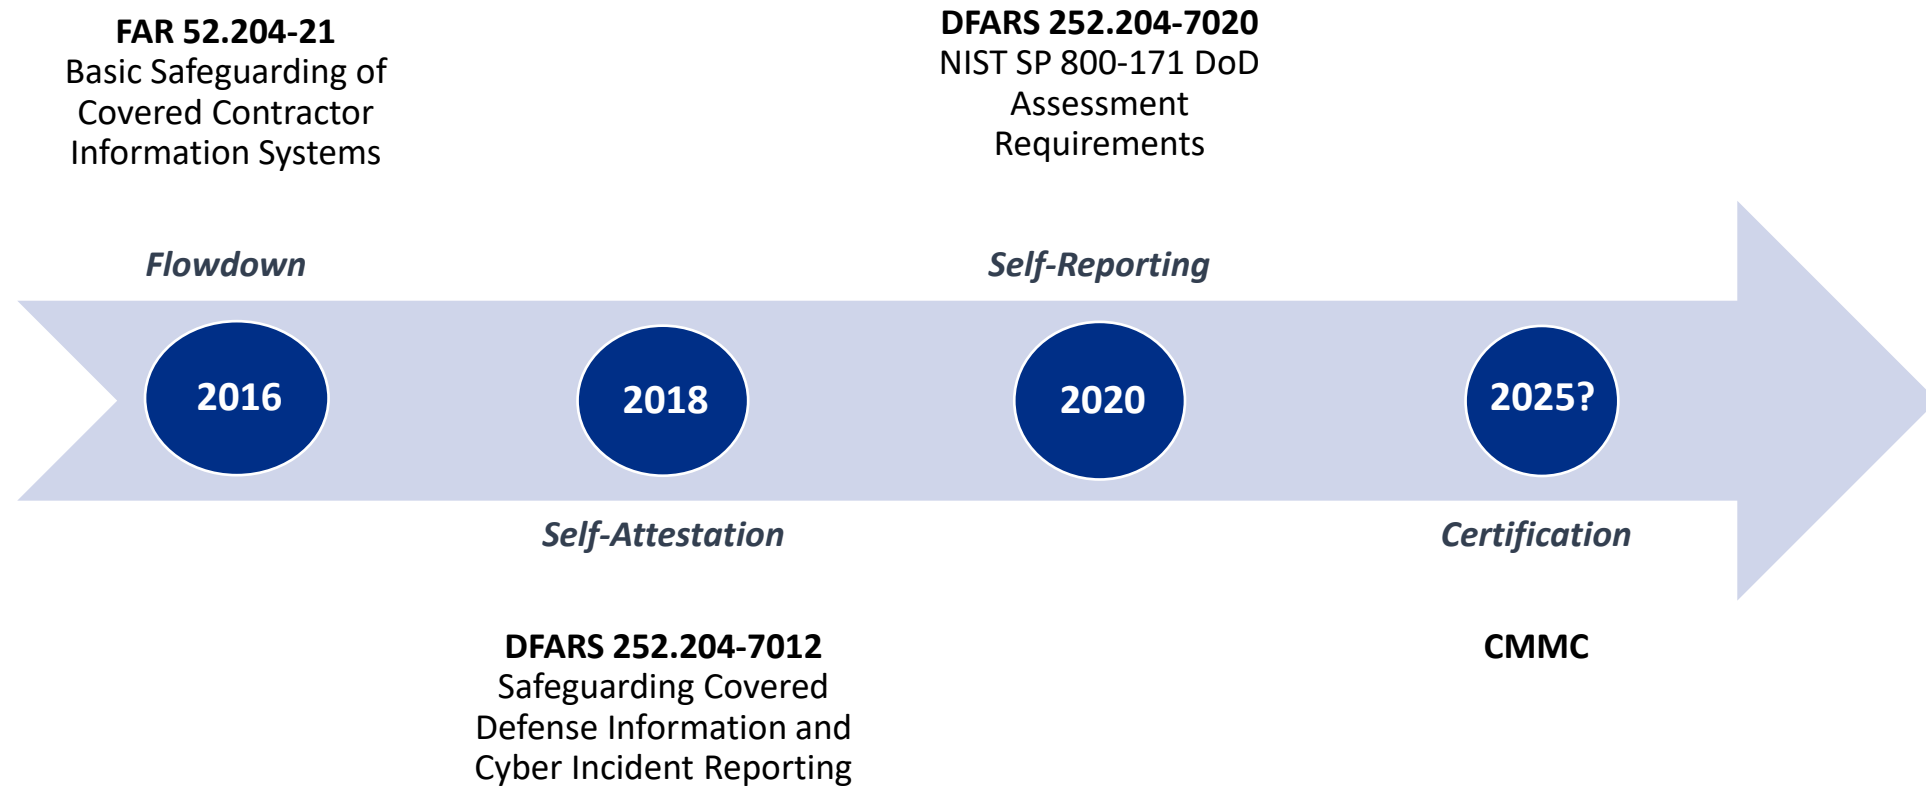 FAR 52.204-21
Basic Safeguarding of
Covered Contractor
Information Systems
DFARS 252.204-7020
NIST SP 800-171 DoD
Assessment
Requirements
Flowdown
Self-Reporting
2016
2018
2020
2025?
Self-Attestation
Certification
DFARS 252.204-7012
Safeguarding Covered
Defense Information and
Cyber Incident Reporting
CMMC